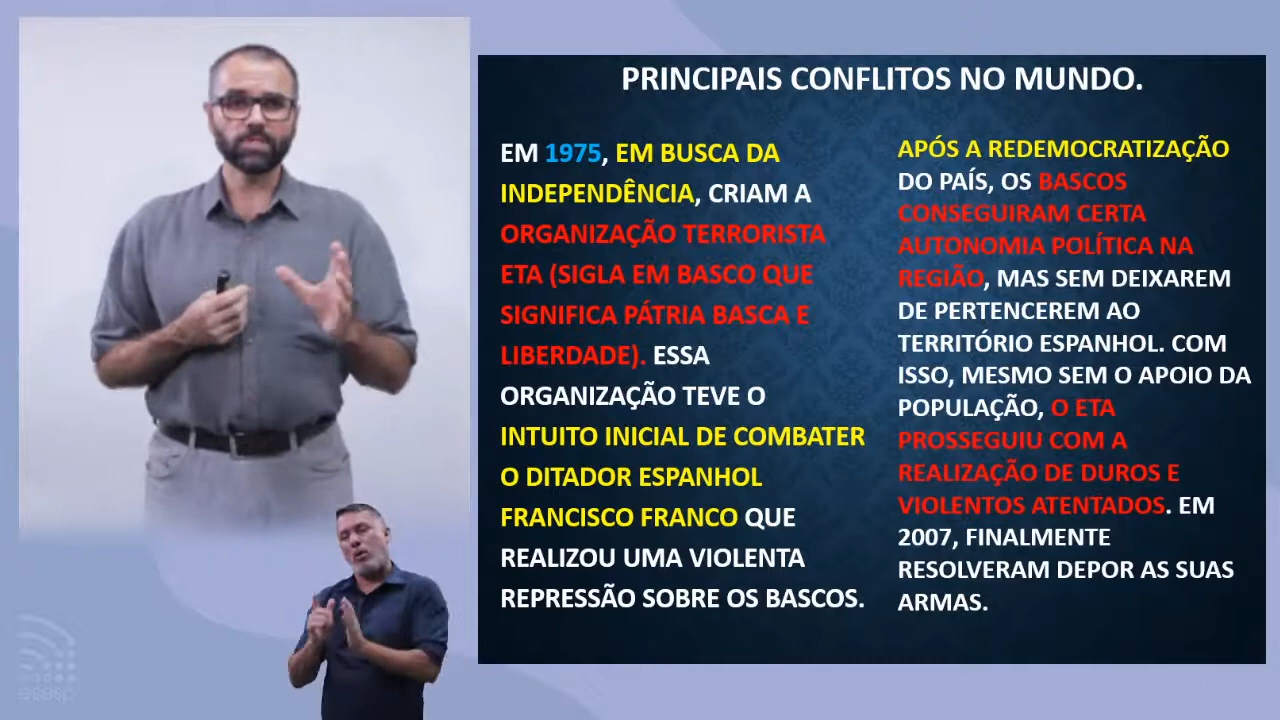 PRINCIPAIS CONFLITOS NO MUNDO.
EM 1975, EM BUSCA DA
INDEPENDÊNCIA, CRIAM A
ORGANIZAÇÃO TERRORISTA
ETA (SIGLA EM BASCO QUE
SIGNIFICA PÁTRIA BASCA E
LIBERDADE). ESSA
ORGANIZAÇÃO TEVE O
INTUITO INICIAL DE COMBATER
O DITADOR ESPANHOL
FRANCISCO FRANCO QUE
REALIZOU UMA VIOLENTA
REPRESSÃO SOBRE OS BASCOS.
APÓS A REDEMOCRATIZAÇÃO
DO PAÍS, OS BASCOS
CONSEGUIRAM CERTA
AUTONOMIA POLÍTICA NA
REGIÃO, MAS SEM DEIXAREM
DE PERTENCEREM AO
TERRITÓRIO ESPANHOL. COM
ISSO, MESMO SEM O APOIO DA
POPULAÇÃO, O ETA
PROSSEGUIU COM A
REALIZAÇÃO DE DUROS E
VIOLENTOS ATENTADOS. EM
2007, FINALMENTE
RESOLVERAM DEPOR AS SUAS
ARMAS.